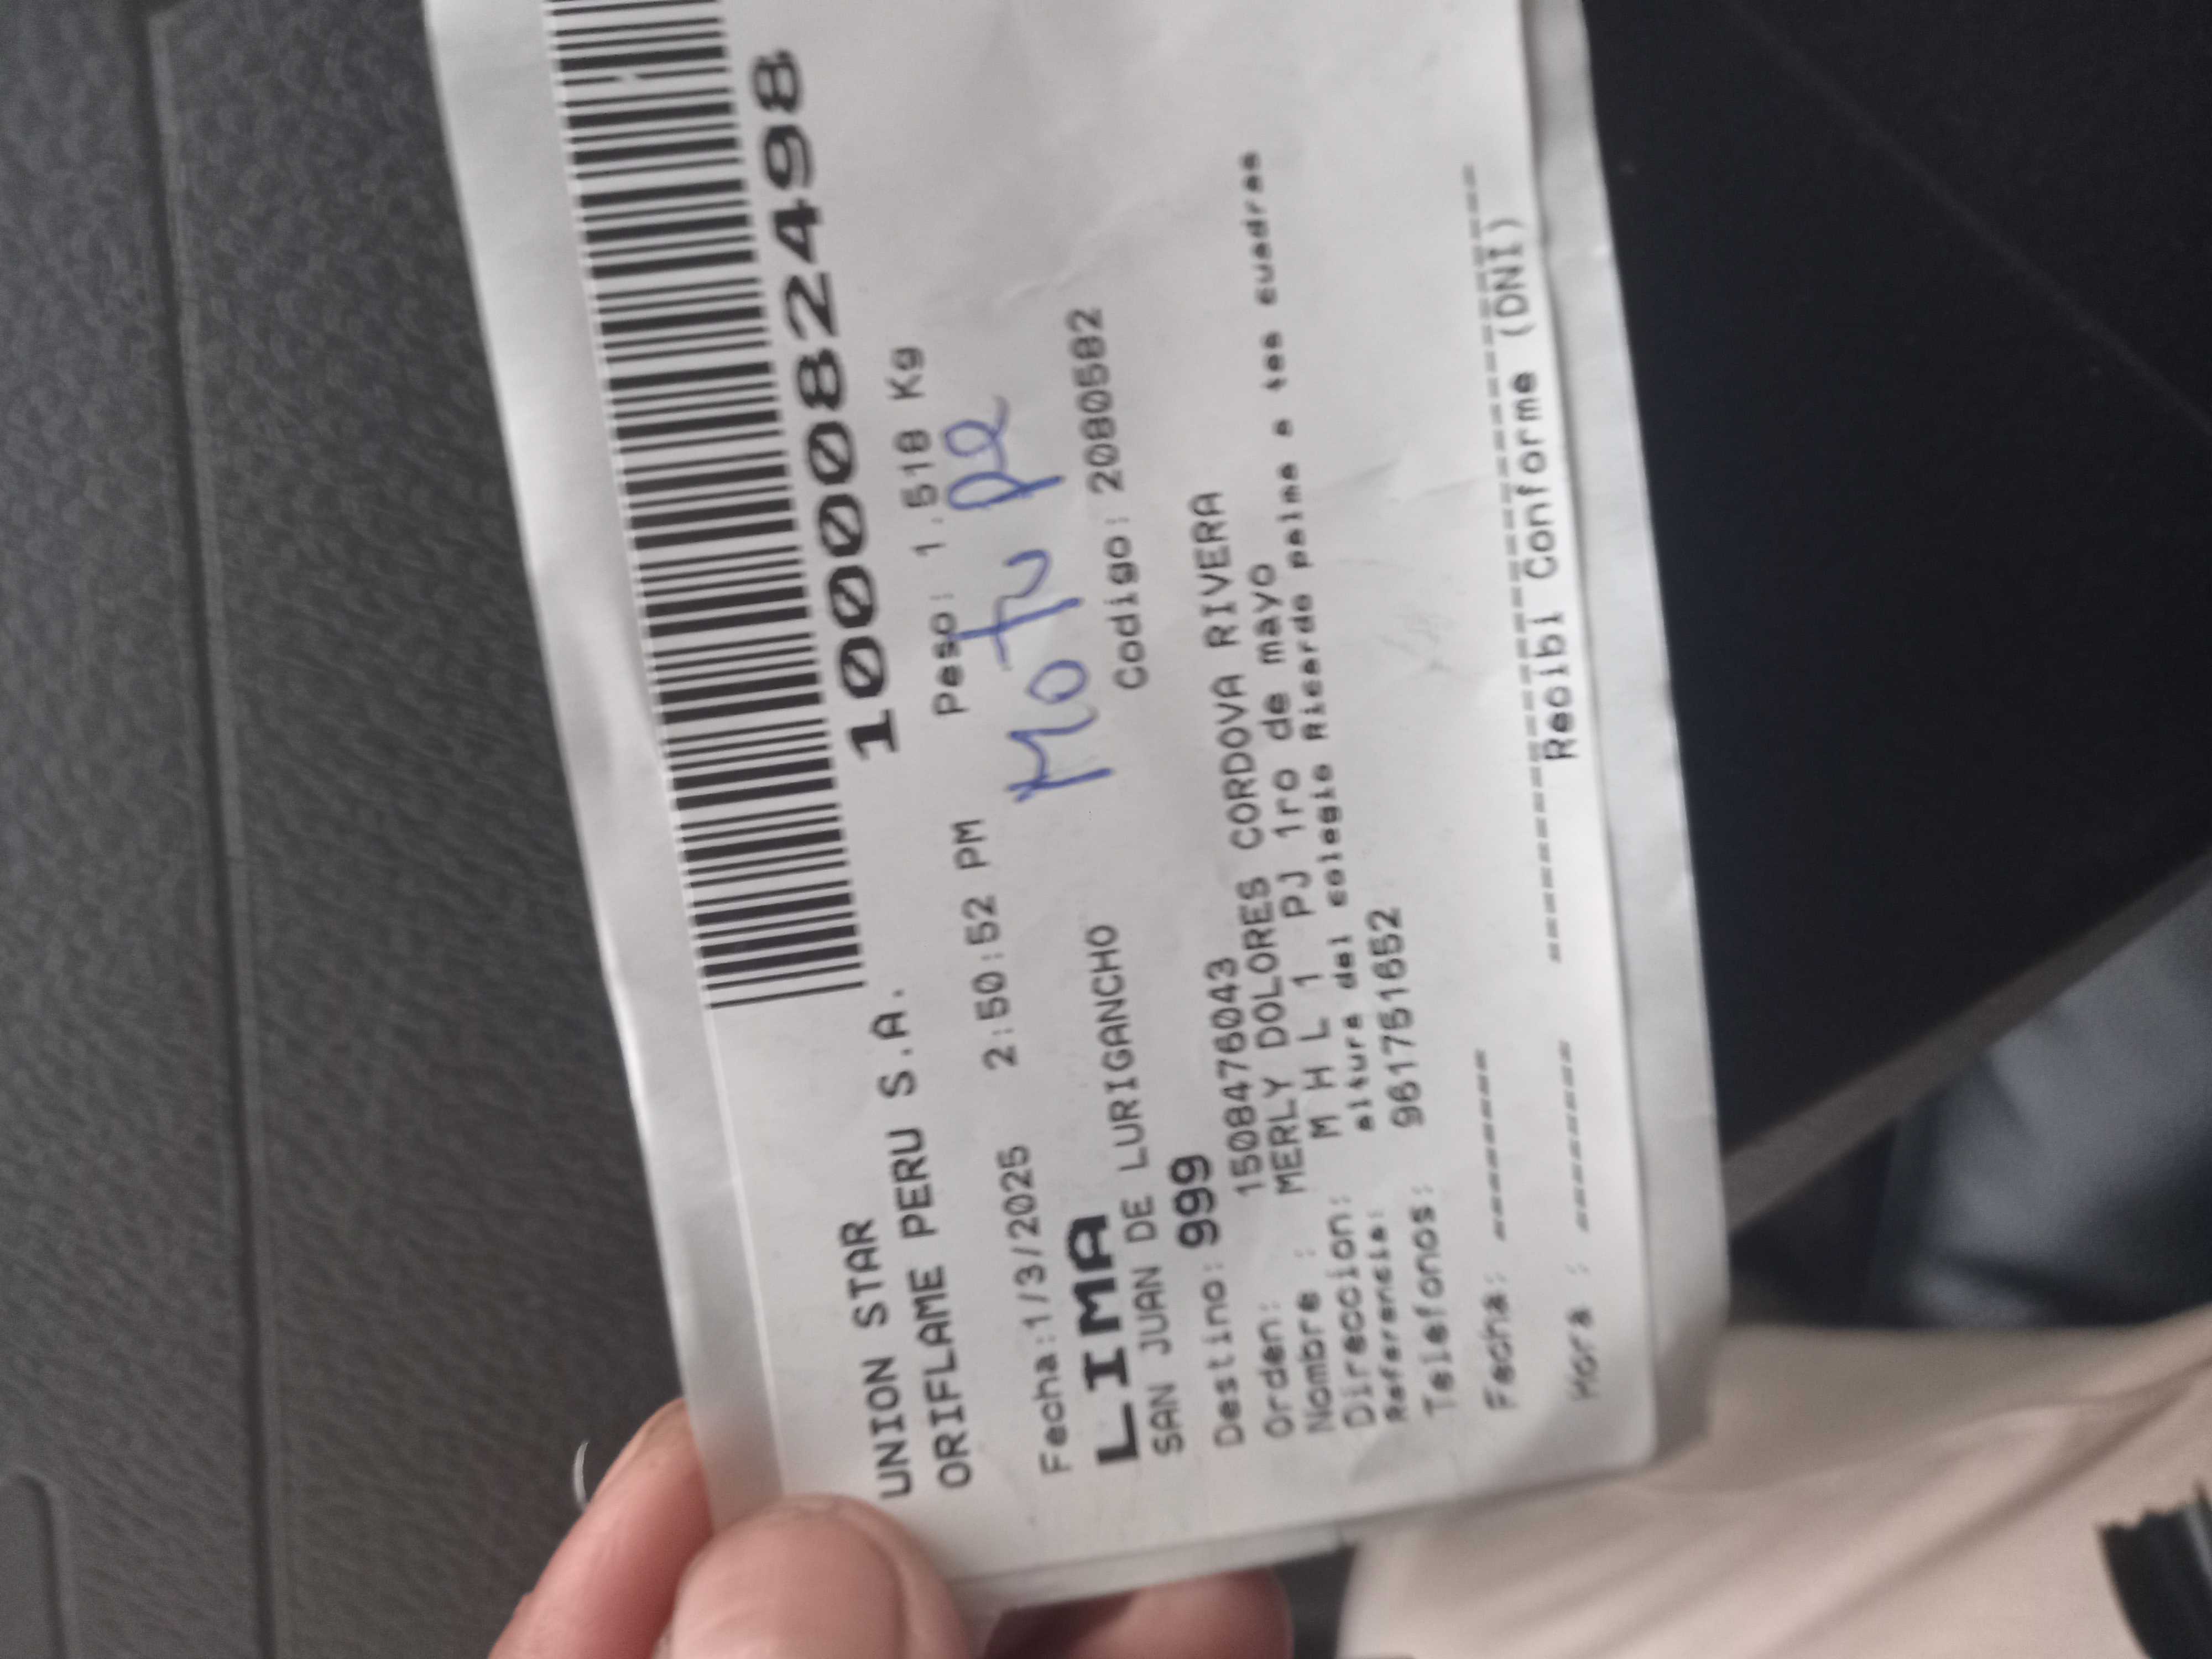 1000082498
UNION STAR
ORIFLAME PERU S.A.
Peso: 1.518 Kg
Fecha:1/3/2025 2:50:52 PM
Motupe
LIMA
SAN JUAN DE LURIGANCHO
Codigo: 2080582
Destino: 999
Orden: 1508476043
Nombre : MERLY DOLORES CORDOVA RIVERA
Direccion: M H L 1 PJ 1ro de mayo
Referencia: altura del colegio Ricardo palma a tes cuadras
Telefonos: 961751652
Fecha: ------
Hora : ------
Recibi Conforme (DNI)